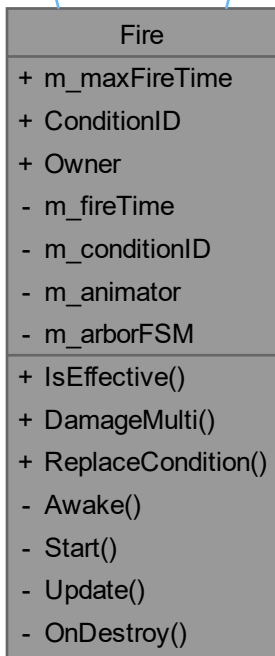 Fire
+ m_maxFireTime
+ ConditionID
+ Owner
- m_fireTime
- m_conditionID
- m_animator
- m_arborFSM
+ IsEffective()
+ DamageMulti()
+ ReplaceCondition()
- Awake()
- Start()
- Update()
- OnDestroy()